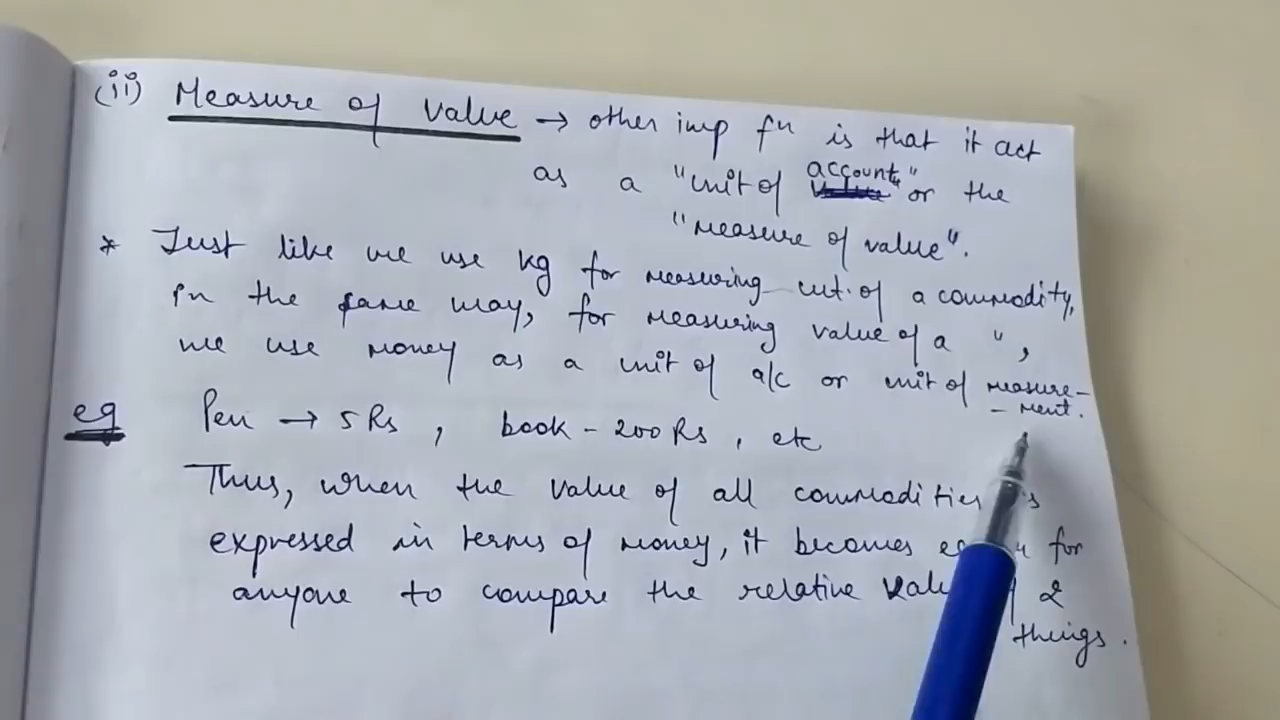 (ii) Measure of Value → other imp fⁿ is that it act
as a "unit of account" or the
"measure of value".
* Just like we use kg for measuring wt. of a commodity,
in the same way, for measuring value of a ",
we use money as a unit of a/c or unit of measure-
-ment.
eg Pen → 5 Rs, book - 200 Rs, etc
Thus, when the value of all commodities is
expressed in terms of money, it becomes for
anyone to compare the relative 2
things.